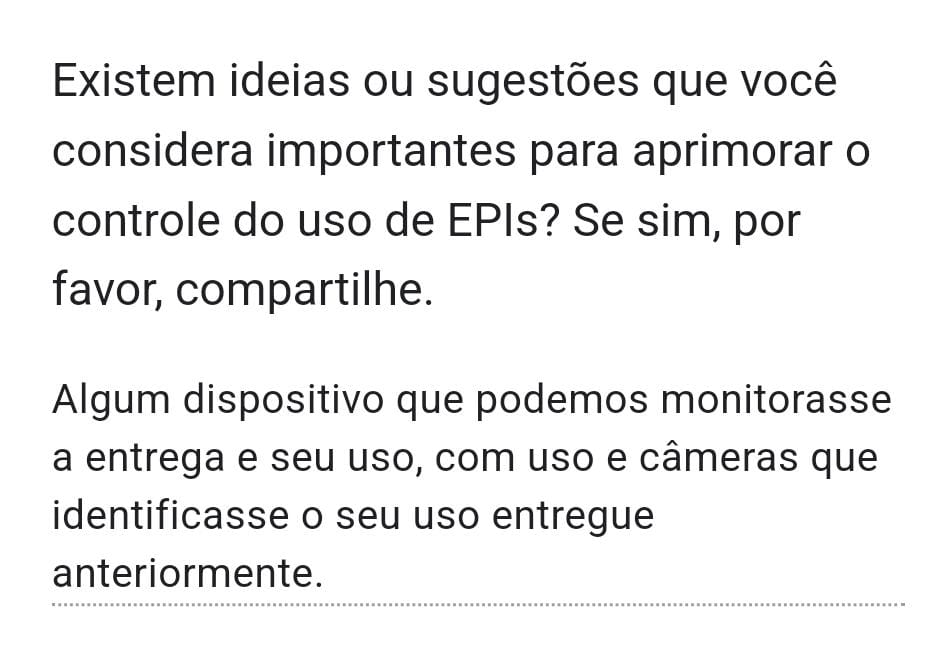 Existem ideias ou sugestões que você
considera importantes para aprimorar o
controle do uso de EPIs? Se sim, por
favor, compartilhe.
Algum dispositivo que podemos monitorasse
a entrega e seu uso, com uso e câmeras que
identificasse o seu uso entregue
anteriormente.